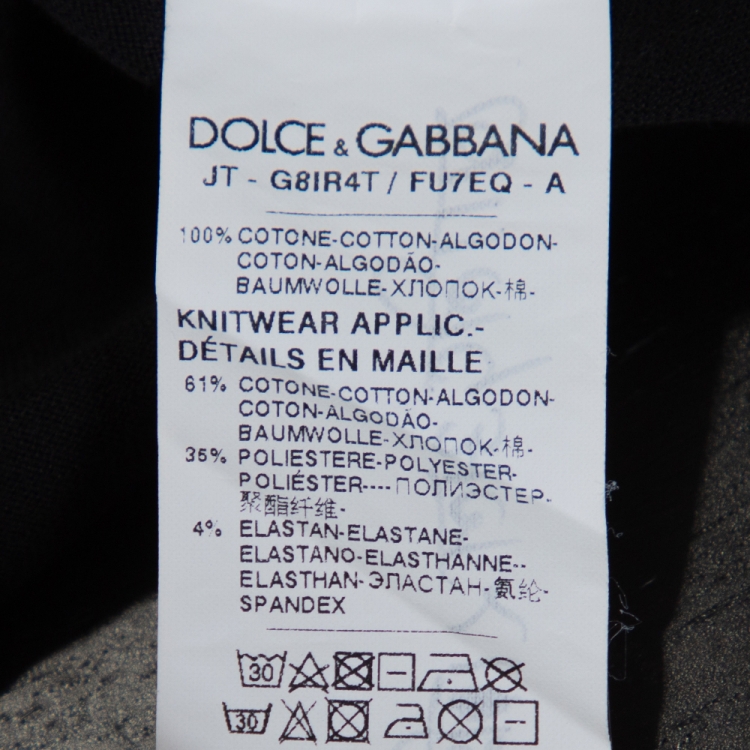 DOLCE & GABBANA
JT - G8IR4T / FU7EQ - A
100% COTONE-COTTON-ALGODON-
COTON-ALGODÃO-
BAUMWOLLE-ХЛОПОК-棉-
KNITWEAR APPLIC.-
DÉTAILS EN MAILLE
61% COTONE-COTTON-ALGODON-
COTON-ALGODÃO-
BAUMWOLLE-ХЛОПОК-棉-
35% POLIESTERE-POLYESTER-
POLIÉSTER----ПОЛИЭСТЕР-
聚酯纤维-
4% ELASTAN-ELASTANE-
ELASTANO-ELASTHANNE--
ELASTHAN-ЭЛАСТАН-氨纶-
SPANDEX
30
30